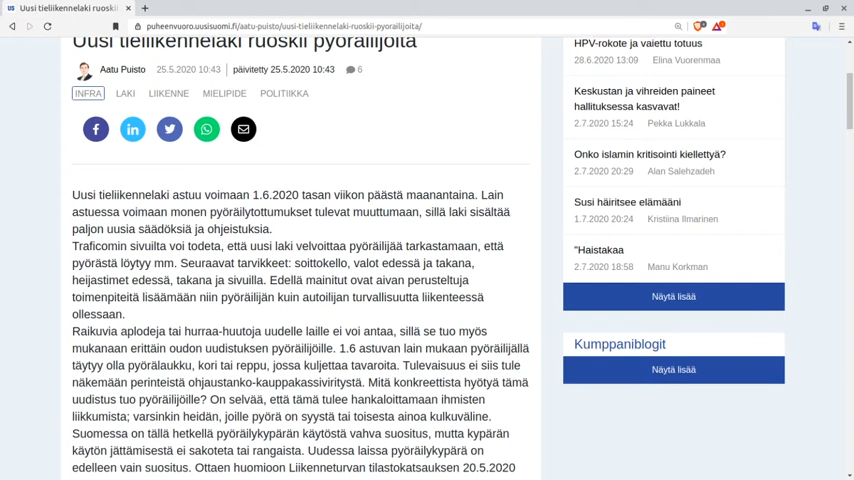 Uusi tieliikennelaki ruoskii
puheenvuoro.uusisuomi.fi/aatu-puisto/uusi-tieliikennelaki-ruoskii-pyorailijoita/
Uusi tieliikennelaki ruoskii pyöräilijöitä
Aatu Puisto 25.5.2020 10:43 päivitetty 25.5.2020 10:43 6
INFRA LAKI LIIKENNE MIELIPIDE POLITIIKKA
Uusi tieliikennelaki astuu voimaan 1.6.2020 tasan viikon päästä maanantaina. Lain
astuessa voimaan monen pyöräilytottumukset tulevat muuttumaan, sillä laki sisältää
paljon uusia säädöksiä ja ohjeistuksia.
Traficomin sivuilta voi todeta, että uusi laki velvoittaa pyöräilijää tarkastamaan, että
pyörästä löytyy mm. Seuraavat tarvikkeet: soittokello, valot edessä ja takana,
heijastimet edessä, takana ja sivuilla. Edellä mainitut ovat aivan perusteltuja
toimenpiteitä lisäämään niin pyöräilijän kuin autoilijan turvallisuutta liikenteessä
ollessaan.
Raikuvia aplodeja tai hurraa-huutoja uudelle laille ei voi antaa, sillä se tuo myös
mukanaan erittäin oudon uudistuksen pyöräilijöille. 1.6 astuvan lain mukaan pyöräilijällä
täytyy olla pyörälaukku, kori tai reppu, jossa kuljettaa tavaroita. Tulevaisuus ei siis tule
näkemään perinteistä ohjaustanko-kauppakassiviritystä. Mitä konkreettista hyötyä tämä
uudistus tuo pyöräilijöille? On selvää, että tämä tulee hankaloittamaan ihmisten
liikkumista; varsinkin heidän, joille pyörä on syystä tai toisesta ainoa kulkuväline.
Suomessa on tällä hetkellä pyöräilykypärän käytöstä vahva suositus, mutta kypärän
käytön jättämisestä ei sakoteta tai rangaista. Uudessa laissa pyöräilykypärä on
edelleen vain suositus. Ottaen huomioon Liikenneturvan tilastokatsauksen 20.5.2020
HPV-rokote ja vaiettu totuus
28.6.2020 13:09 Elina Vuorenmaa
Keskustan ja vihreiden paineet
hallituksessa kasvavat!
2.7.2020 15:24 Pekka Lukkala
Onko islamin kritisointi kiellettyä?
2.7.2020 20:29 Alan Salehzadeh
Susi häiritsee elämääni
1.7.2020 20:24 Kristiina Ilmarinen
"Haistakaa
2.7.2020 18:58 Manu Korkman
Näytä lisää
Kumppaniblogit
Näytä lisää